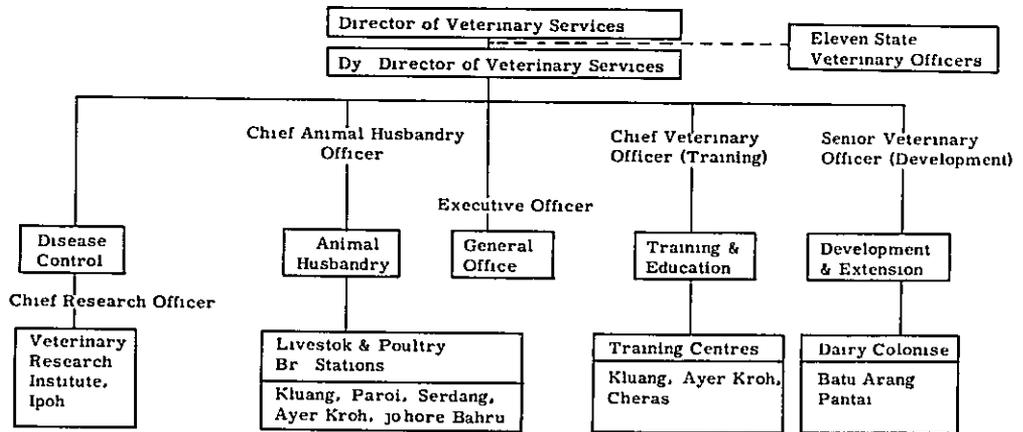 Director of Veterinary Services
Eleven State
Veterinary Officers
Dy Director of Veterinary Services
Chief Animal Husbandry
Officer
Chief Veterinary
Officer (Training)
Senior Veterinary
Officer (Development)
Executive Officer
Disease
Control
Animal
Husbandry
General
Office
Training &
Education
Development
& Extension
Chief Research Officer
Veterinary
Research
Institute,
Ipoh
Livestok & Poultry
Br Stations
Kluang, Paroi, Serdang,
Ayer Kroh, Johore Bahru
Training Centres
Kluang, Ayer Kroh,
Cheras
Dairy Colonise
Batu Arang
Pantai